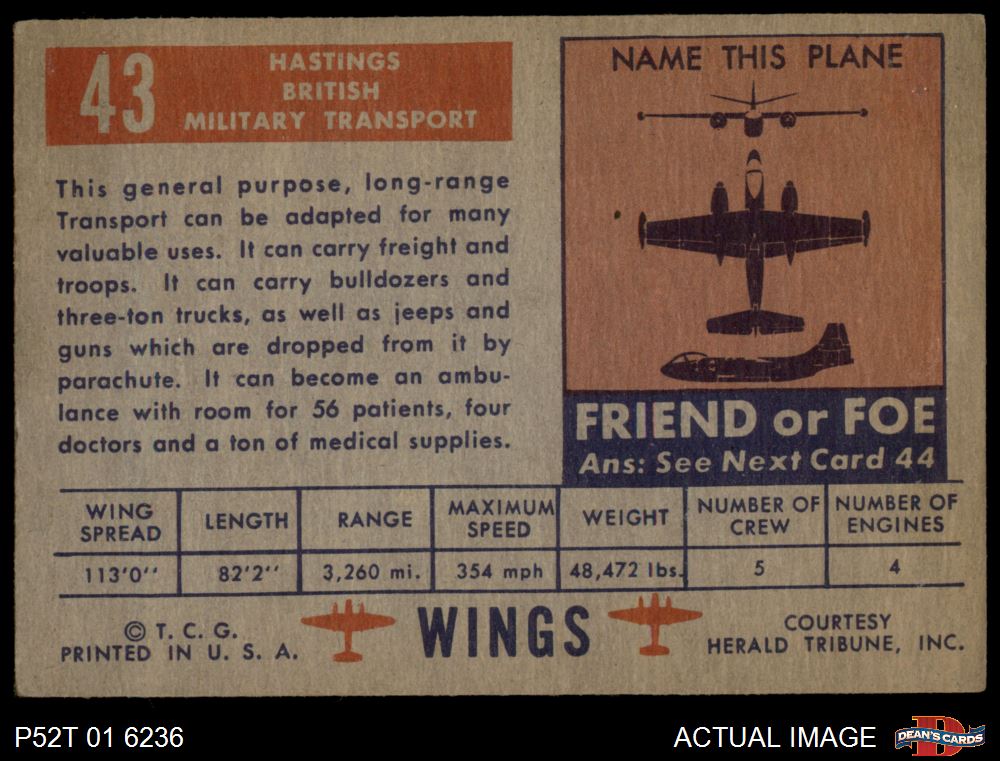 43
HASTINGS
BRITISH
MILITARY TRANSPORT
This general purpose, long-range
Transport can be adapted for many
valuable uses. It can carry freight and
troops. It can carry bulldozers and
three-ton trucks, as well as jeeps and
guns which are dropped from it by
parachute. It can become an ambu-
lance with room for 56 patients, four
doctors and a ton of medical supplies.
NAME THIS PLANE
FRIEND or FOE
Ans: See Next Card 44
WING SPREAD LENGTH RANGE MAXIMUM SPEED WEIGHT NUMBER OF CREW NUMBER OF ENGINES
113'0'' 82'2'' 3,260 mi. 354 mph 48,472 lbs. 5 4
© T. C. G.
PRINTED IN U. S. A.
WINGS
COURTESY
HERALD TRIBUNE, INC.
P52T 01 6236
ACTUAL IMAGE
D
DEAN'S CARDS